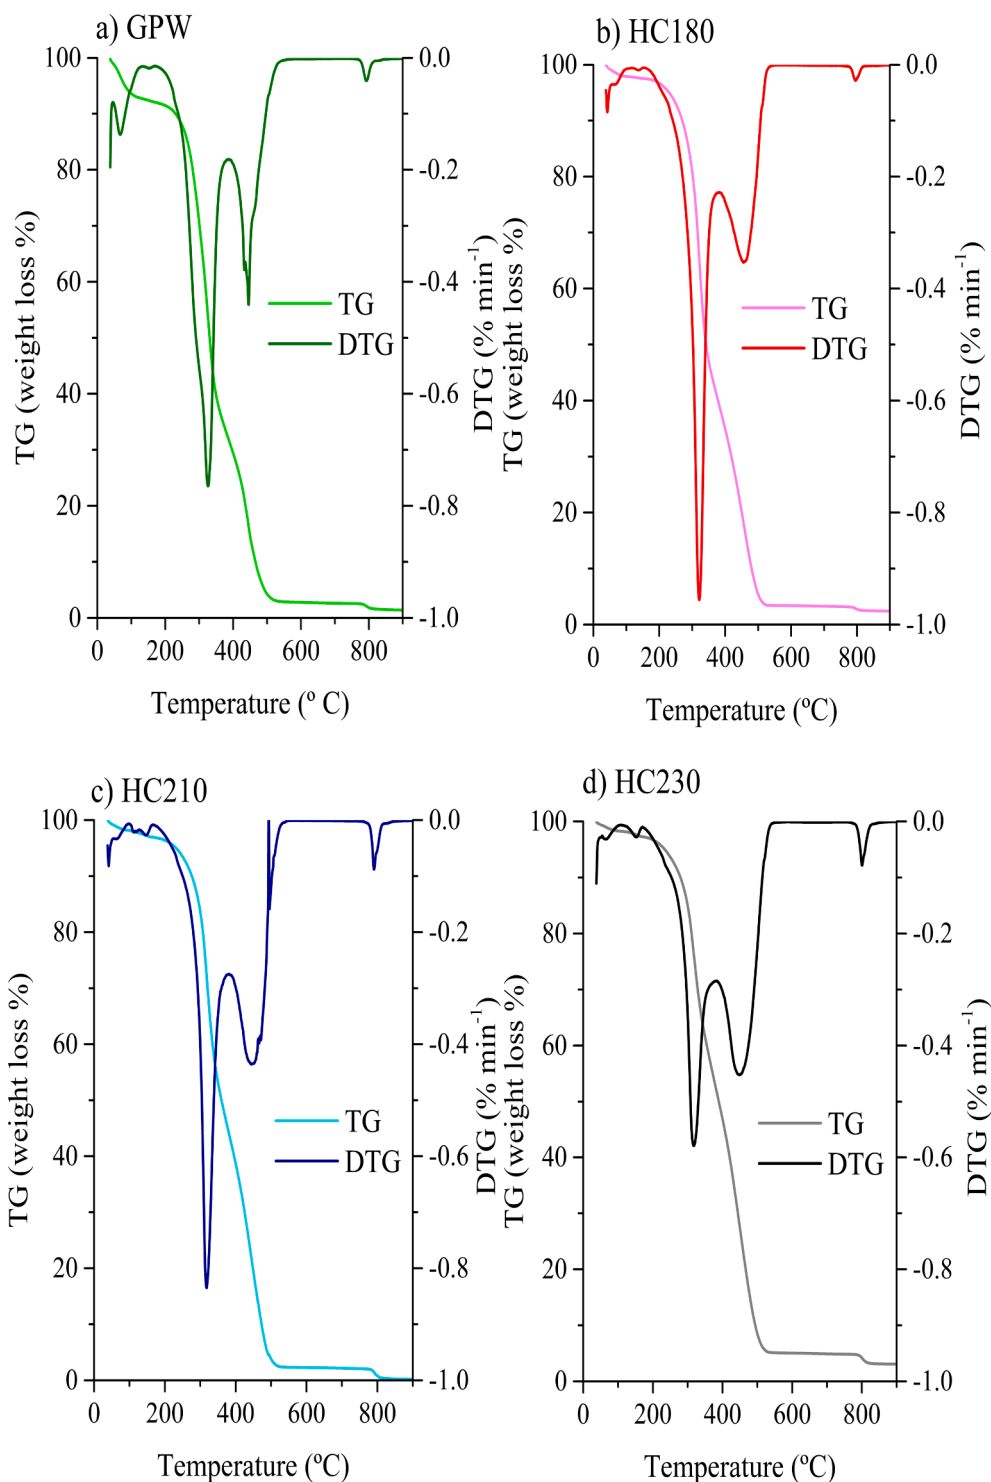 a) GPW
100
80
60
40
20
0
0.0
-0.2
-0.4
-0.6
-0.8
-1.0
0 200 400 600 800
TG (weight loss %)
DTG (% min⁻¹)
Temperature (º C)
TG
DTG
b) HC180
100
80
60
40
20
0
0.0
-0.2
-0.4
-0.6
-0.8
-1.0
0 200 400 600 800
TG (weight loss %)
DTG (% min⁻¹)
Temperature (ºC)
TG
DTG
c) HC210
100
80
60
40
20
0
0.0
-0.2
-0.4
-0.6
-0.8
-1.0
0 200 400 600 800
TG (weight loss %)
DTG (% min⁻¹)
Temperature (ºC)
TG
DTG
d) HC230
100
80
60
40
20
0
0.0
-0.2
-0.4
-0.6
-0.8
-1.0
0 200 400 600 800
TG (weight loss %)
DTG (% min⁻¹)
Temperature (ºC)
TG
DTG